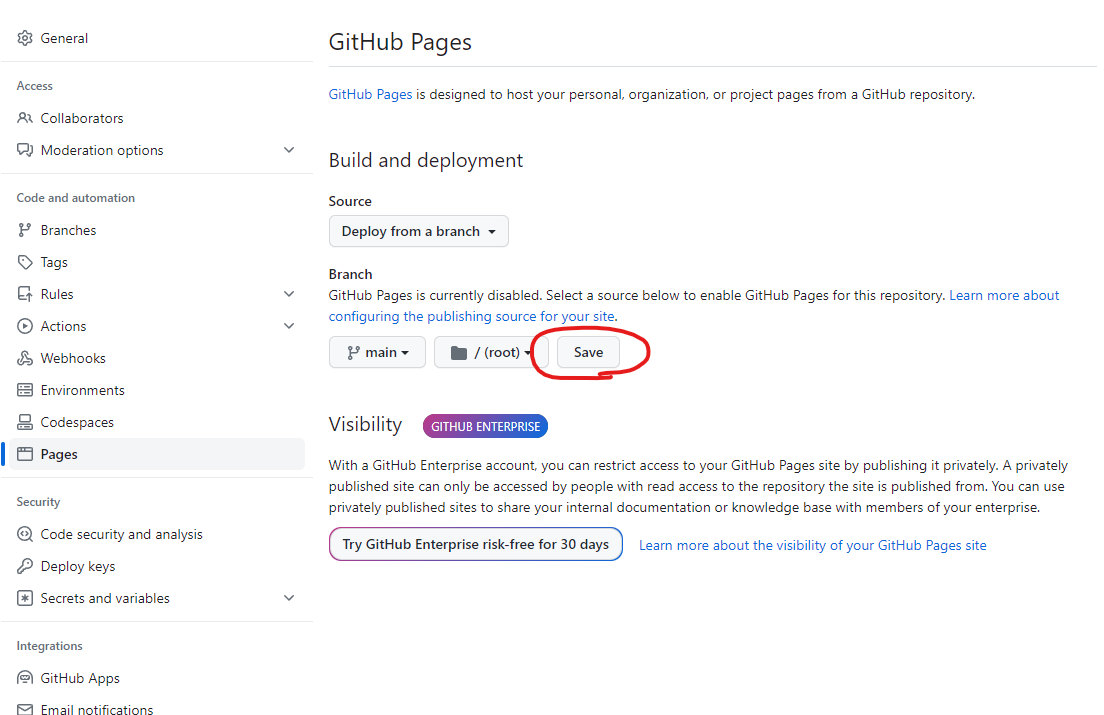 General
Access
Collaborators
Moderation options
Code and automation
Branches
Tags
Rules
Actions
Webhooks
Environments
Codespaces
Pages
Security
Code security and analysis
Deploy keys
Secrets and variables
Integrations
GitHub Apps
Email notifications
GitHub Pages
GitHub Pages is designed to host your personal, organization, or project pages from a GitHub repository.
Build and deployment
Source
Deploy from a branch
Branch
GitHub Pages is currently disabled. Select a source below to enable GitHub Pages for this repository. Learn more about
configuring the publishing source for your site.
main / (root) Save
Visibility GITHUB ENTERPRISE
With a GitHub Enterprise account, you can restrict access to your GitHub Pages site by publishing it privately. A privately
published site can only be accessed by people with read access to the repository the site is published from. You can use
privately published sites to share your internal documentation or knowledge base with members of your enterprise.
Try GitHub Enterprise risk-free for 30 days Learn more about the visibility of your GitHub Pages site